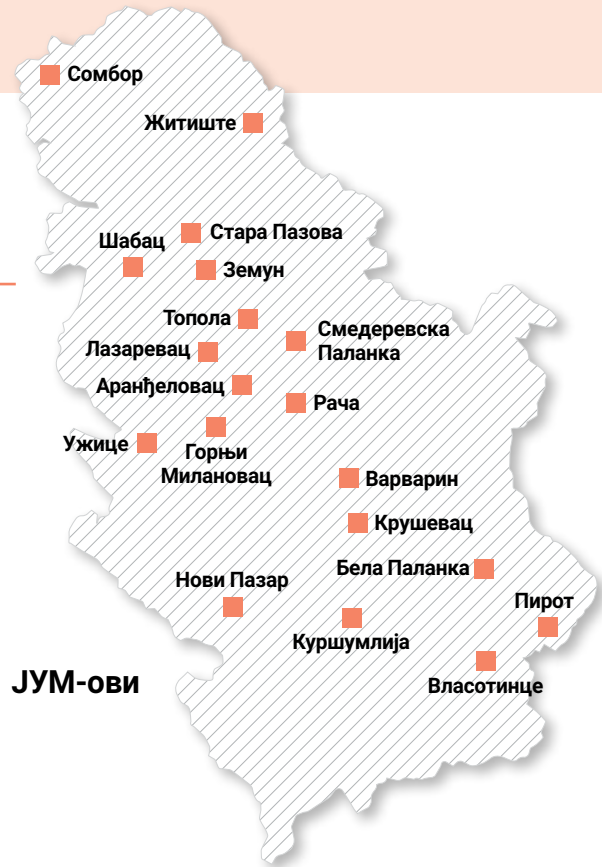 Сомбор
Житиште
Стара Пазова
Шабац
Земун
Топола
Смедеревска
Паланка
Лазаревац
Аранђеловац
Рача
Ужице
Горњи
Милановац
Варварин
Крушевац
Бела Паланка
Нови Пазар
Пирот
Куршумлија
ЈУМ-ови
Власотинце